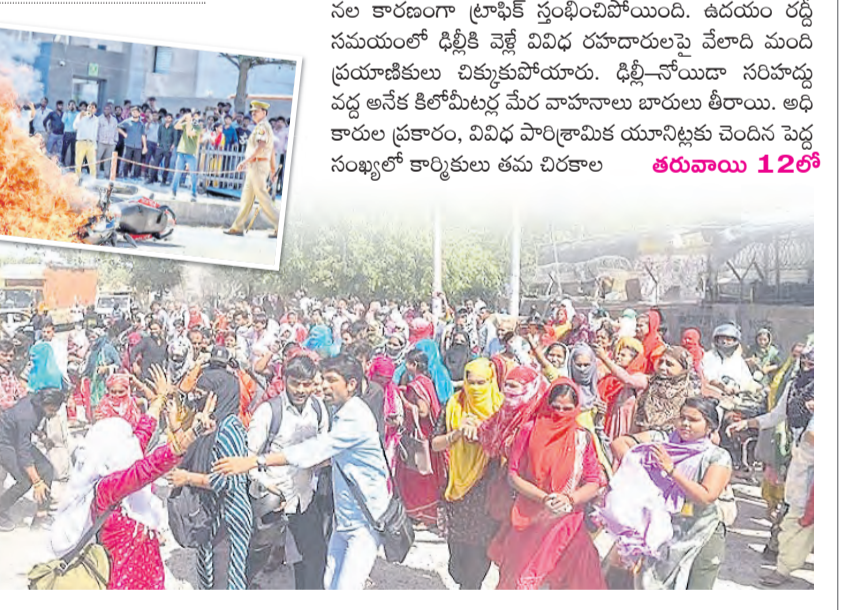 నల కారణంగా ట్రాఫిక్ స్తంభించిపోయింది. ఉదయం రద్దీ
సమయంలో ఢిల్లీకి వెళ్లే వివిధ రహదారులపై వేలాది మంది
ప్రయాణికులు చిక్కుకుపోయారు. ఢిల్లీ–నోయిడా సరిహద్దు
వద్ద అనేక కిలోమీటర్ల మేర వాహనాలు బారులు తీరాయి. అధి
కారుల ప్రకారం, వివిధ పారిశ్రామిక యూనిట్లకు చెందిన పెద్ద
సంఖ్యలో కార్మికులు తమ చిరకాల తరువాయి 12లో